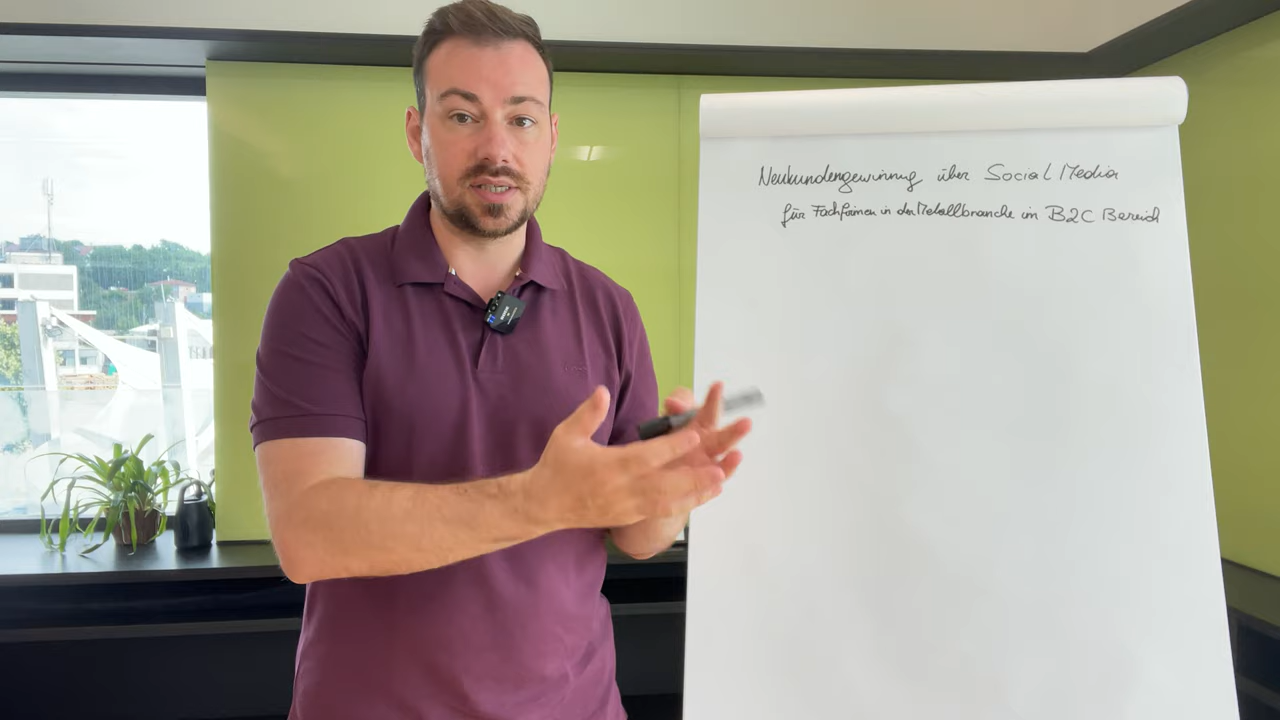 Neukundengewinnung über Social Media
für Fachfirmen in der Metallbranche im B2C Bereich